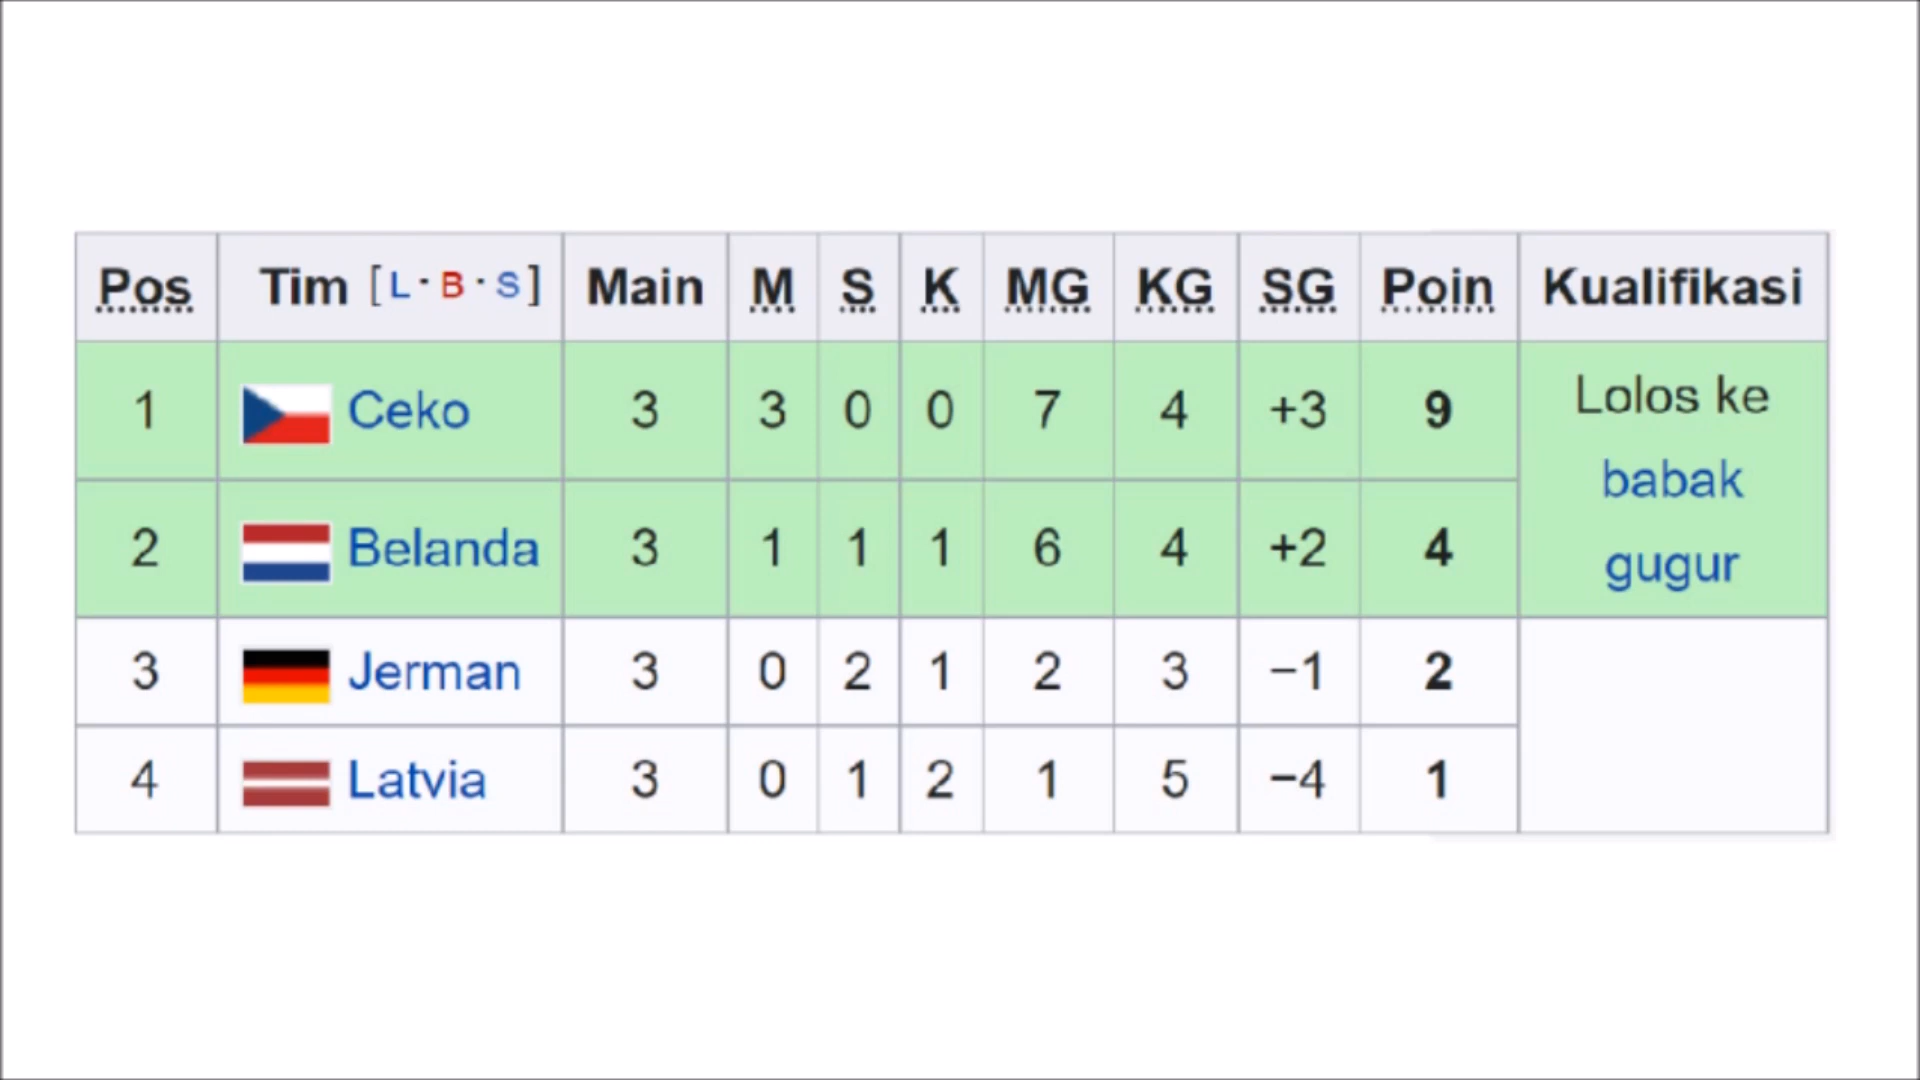 Pos Tim [L · B · S] Main M S K MG KG SG Poin Kualifikasi
1 Ceko 3 3 0 0 7 4 +3 9 Lolos ke babak gugur
2 Belanda 3 1 1 1 6 4 +2 4
3 Jerman 3 0 2 1 2 3 −1 2
4 Latvia 3 0 1 2 1 5 −4 1